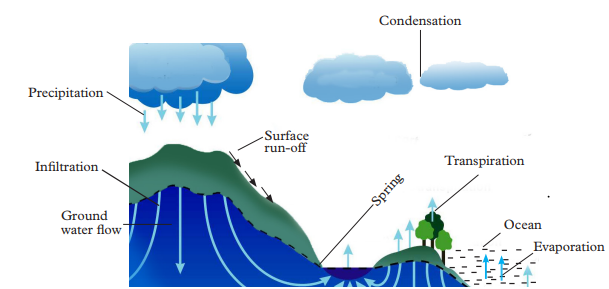 Condensation
Precipitation
Surface
run-off
Infiltration
Transpiration
Spring
Ground
water flow
Ocean
Evaporation